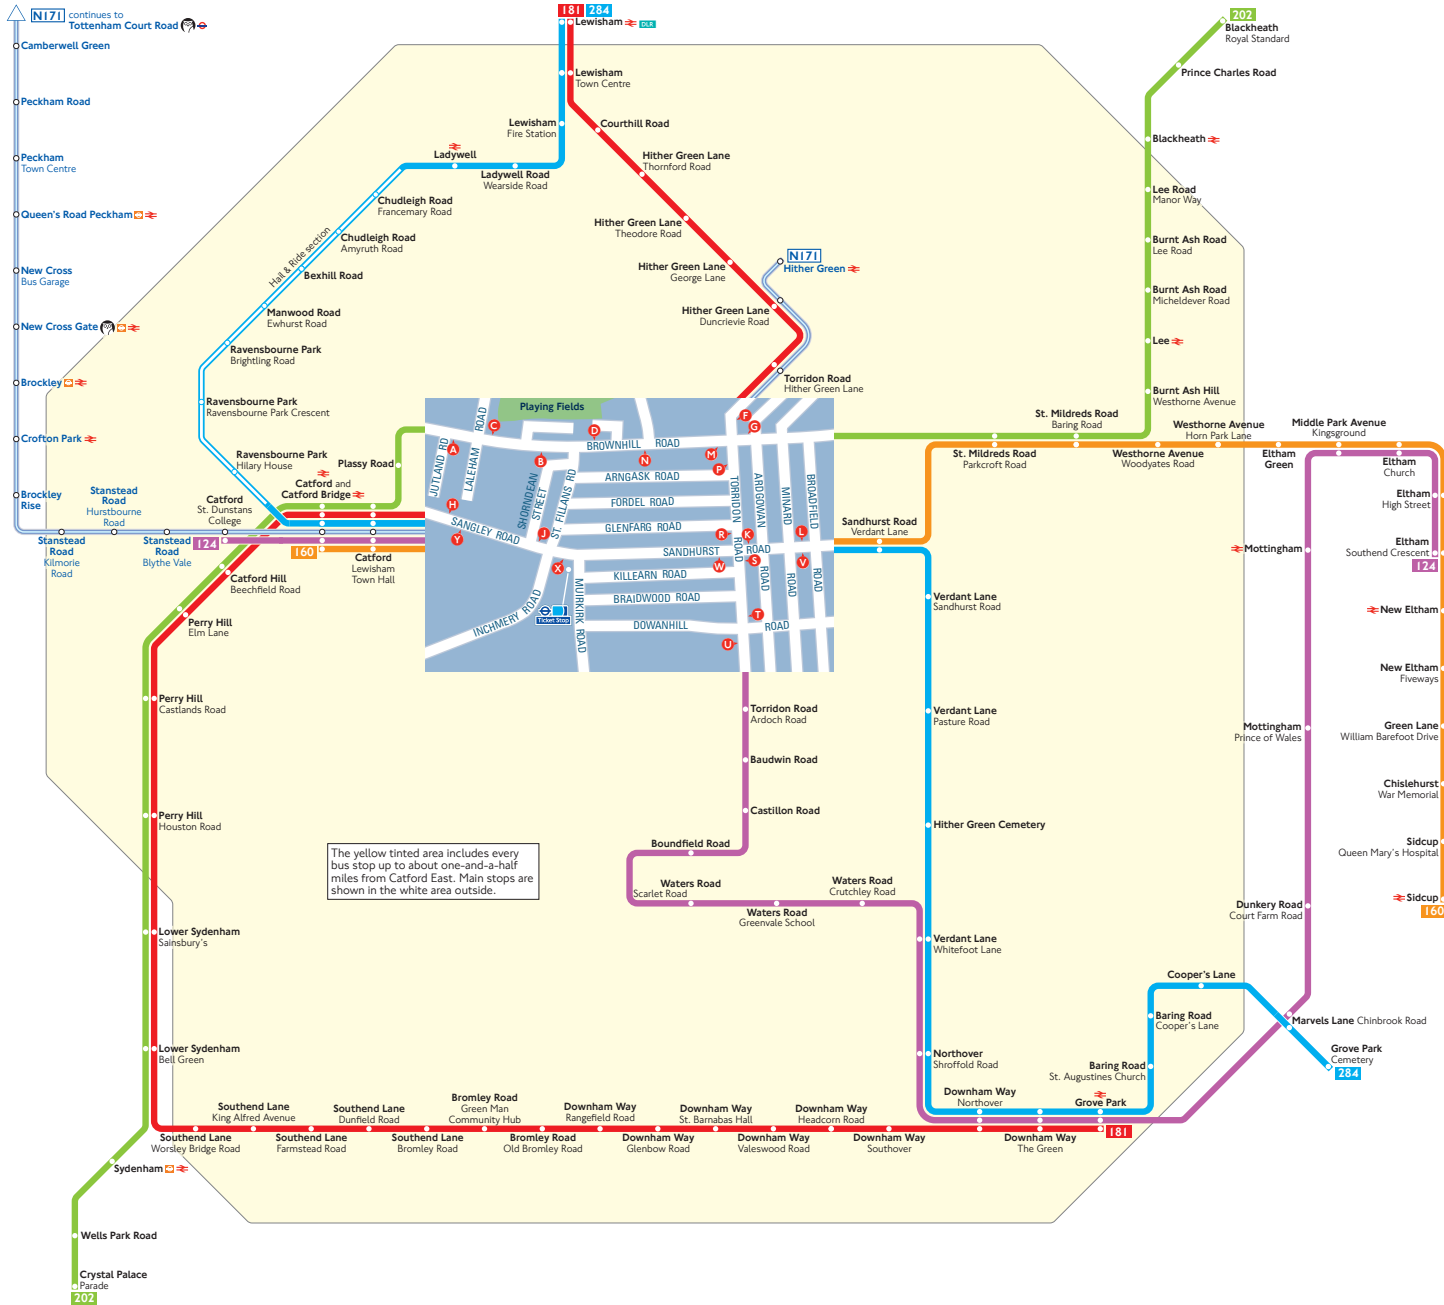 N171 continues to
Tottenham Court Road
Camberwell Green
Peckham Road
Peckham
Town Centre
Queen's Road Peckham
New Cross
Bus Garage
New Cross Gate
Brockley
Crofton Park
Brockley
Rise
Stanstead
Road
Kilmorie
Road
Stanstead
Road
Hurstbourne
Road
Stanstead
Road
Blythe Vale
181 284
Lewisham DLR
Lewisham
Town Centre
Lewisham
Fire Station
Ladywell
Ladywell Road
Wearside Road
Chudleigh Road
Francemary Road
Chudleigh Road
Amyruth Road
Hail & Ride section
Bexhill Road
Manwood Road
Ewhurst Road
Ravensbourne Park
Brightling Road
Ravensbourne Park
Ravensbourne Park Crescent
Ravensbourne Park
Hilary House
Courthill Road
Hither Green Lane
Thornford Road
Hither Green Lane
Theodore Road
Hither Green Lane
George Lane
Hither Green Lane
Duncrievie Road
N171
Hither Green
Torridon Road
Hither Green Lane
202
Blackheath
Royal Standard
Prince Charles Road
Blackheath
Lee Road
Manor Way
Burnt Ash Road
Lee Road
Burnt Ash Road
Micheldever Road
Lee
Burnt Ash Hill
Westhorne Avenue
St. Mildreds Road
Baring Road
St. Mildreds Road
Parkcroft Road
Westhorne Avenue
Horn Park Lane
Westhorne Avenue
Woodyates Road
Eltham
Green
Middle Park Avenue
Kingsground
Eltham
Church
Eltham
High Street
Eltham
Southend Crescent
124
Mottingham
New Eltham
New Eltham
Fiveways
Mottingham
Prince of Wales
Green Lane
William Barefoot Drive
Chislehurst
War Memorial
Sidcup
Queen Mary's Hospital
Sidcup
160
Dunkery Road
Court Farm Road
Plassy Road
Catford and
Catford Bridge
Catford
St. Dunstans
College
124
160
Catford
Lewisham
Town Hall
Catford Hill
Beechfield Road
Perry Hill
Elm Lane
Perry Hill
Castlands Road
Perry Hill
Houston Road
Lower Sydenham
Sainsbury's
Lower Sydenham
Bell Green
Sydenham
Wells Park Road
Crystal Palace
Parade
202
Playing Fields
JUTLAND RD
LALEHAM ROAD
SHORNDEAN STREET
ST. FILLANS RD
BROWNHILL ROAD
ARNGASK ROAD
FORDEL ROAD
GLENFARG ROAD
SANDHURST ROAD
KILLEARN ROAD
BRAIDWOOD ROAD
DOWANHILL ROAD
SANGLEY ROAD
INCHMERY ROAD
MUIRKIRK ROAD
TORRIDON ROAD
ARDGOWAN ROAD
MINARD ROAD
BROADFIELD ROAD
A
B
C
D
F
G
H
J
K
L
M
N
P
R
S
T
U
V
W
X
Y
Ticket Stop
Sandhurst Road
Verdant Lane
Verdant Lane
Sandhurst Road
Verdant Lane
Pasture Road
Hither Green Cemetery
Verdant Lane
Whitefoot Lane
Northover
Shroffold Road
Torridon Road
Ardoch Road
Baudwin Road
Castillon Road
Boundfield Road
Waters Road
Scarlet Road
Waters Road
Greenvale School
Waters Road
Crutchley Road
The yellow tinted area includes every
bus stop up to about one-and-a-half
miles from Catford East. Main stops are
shown in the white area outside.
Cooper's Lane
Baring Road
Cooper's Lane
Baring Road
St. Augustines Church
Marvels Lane Chinbrook Road
Grove Park
Cemetery
284
Grove Park
181
Downham Way
Northover
Downham Way
The Green
Southend Lane
Worsley Bridge Road
Southend Lane
King Alfred Avenue
Southend Lane
Farmstead Road
Southend Lane
Dunfield Road
Southend Lane
Bromley Road
Bromley Road
Green Man
Community Hub
Bromley Road
Old Bromley Road
Downham Way
Rangefield Road
Downham Way
Glenbow Road
Downham Way
St. Barnabas Hall
Downham Way
Valeswood Road
Downham Way
Headcorn Road
Downham Way
Southover